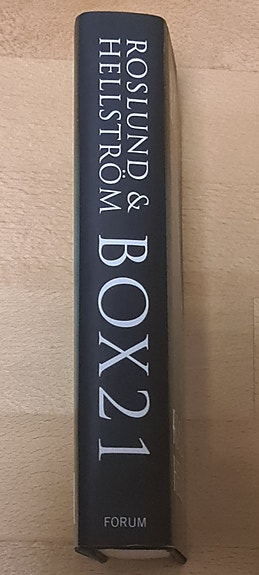 ROSLUND &
HELLSTRÖM
BOX 21
FORUM